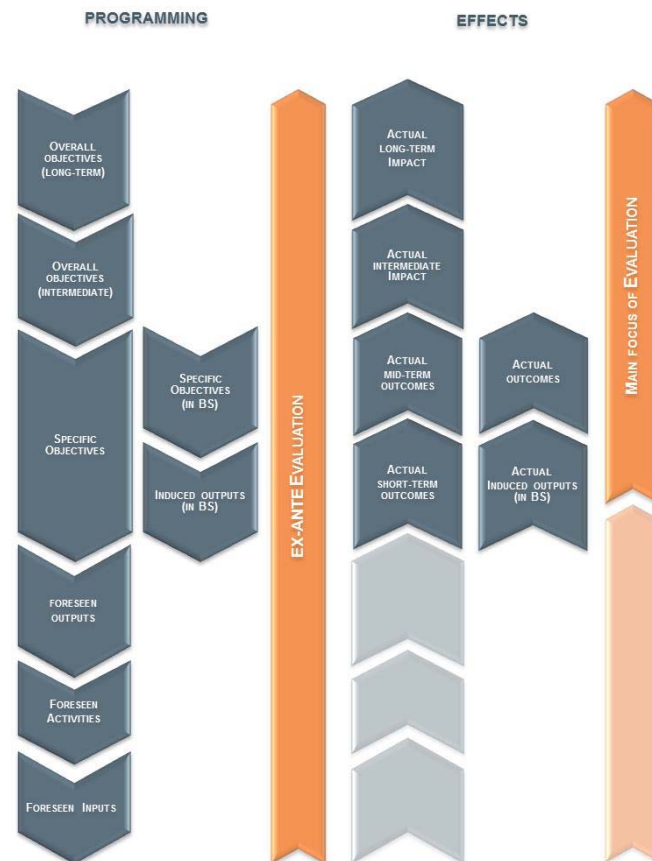 PROGRAMMING
EFFECTS
OVERALL
OBJECTIVES
(LONG-TERM)
OVERALL
OBJECTIVES
(INTERMEDIATE)
SPECIFIC
OBJECTIVES
FORESEEN
OUTPUTS
FORESEEN
ACTIVITIES
FORESEEN INPUTS
SPECIFIC
OBJECTIVES
(IN BS)
INDUCED OUTPUTS
(IN BS)
EX-ANTE EVALUATION
ACTUAL
LONG-TERM
IMPACT
ACTUAL
INTERMEDIATE
IMPACT
ACTUAL
MID-TERM
OUTCOMES
ACTUAL
SHORT-TERM
OUTCOMES
ACTUAL
OUTCOMES
ACTUAL
INDUCED OUTPUTS
(IN BS)
MAIN FOCUS OF EVALUATION